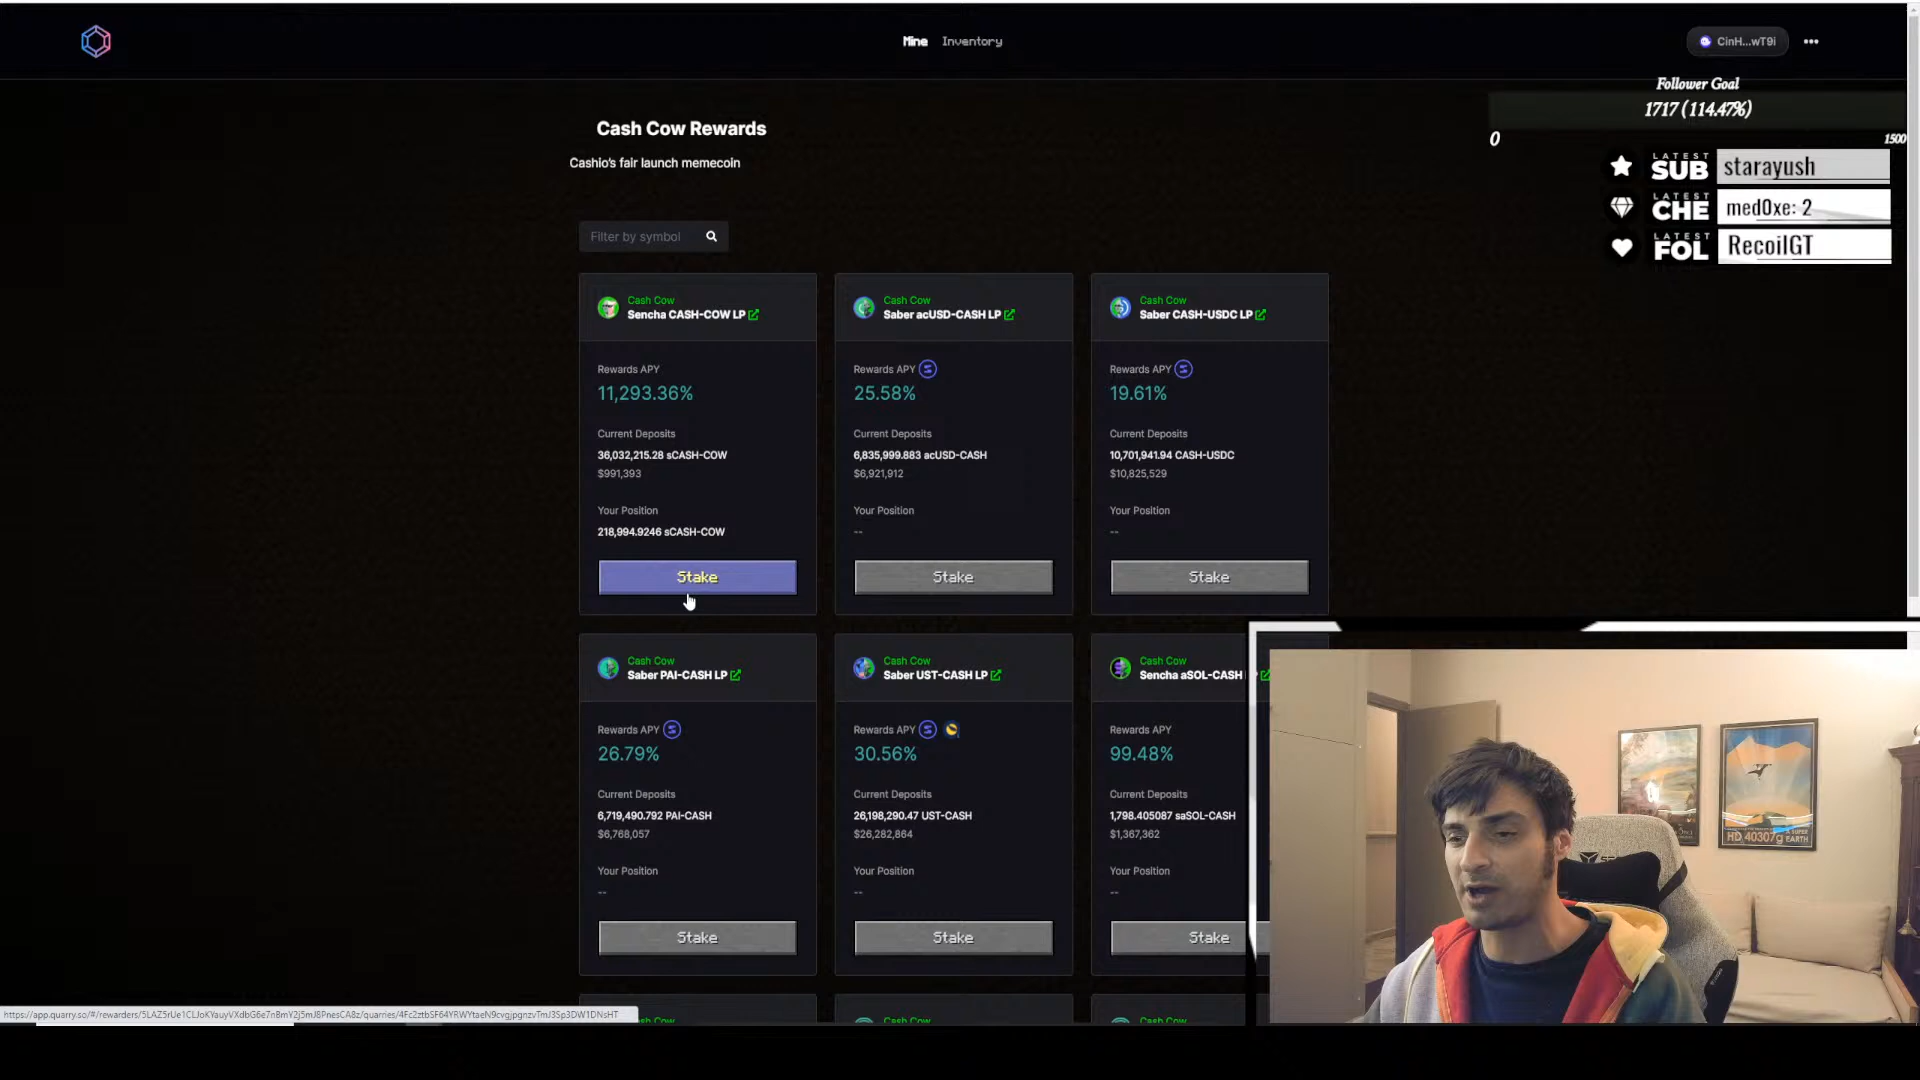 Mine Inventory
CinH...wT9i
Follower Goal
1717 (114.47%)
0
1500
LATEST
SUB
starayush
LATEST
CHE
med0xe: 2
LATEST
FOL
RecoilGT
Cash Cow Rewards
Cashio's fair launch memecoin
Filter by symbol
Cash Cow
Sencha CASH-COW LP
Rewards APY
11,293.36%
Current Deposits
36,032,215.28 sCASH-COW
$991,393
Your Position
218,994.9246 sCASH-COW
Stake
Cash Cow
Saber acUSD-CASH LP
Rewards APY
25.58%
Current Deposits
6,835,999.883 acUSD-CASH
$6,921,912
Your Position
--
Stake
Cash Cow
Saber CASH-USDC LP
Rewards APY
19.61%
Current Deposits
10,701,941.94 CASH-USDC
$10,825,529
Your Position
--
Stake
Cash Cow
Saber PAI-CASH LP
Rewards APY
26.79%
Current Deposits
6,719,490.792 PAI-CASH
$6,768,057
Your Position
--
Stake
Cash Cow
Saber UST-CASH LP
Rewards APY
30.56%
Current Deposits
26,198,290.47 UST-CASH
$26,282,864
Your Position
--
Stake
Cash Cow
Sencha aSOL-CASH
Rewards APY
99.48%
Current Deposits
1,798.405087 saSOL-CASH
$1,367,362
Your Position
--
Stake
Cash Cow
Cash Cow
HD 40307g
A SUPER
EARTH